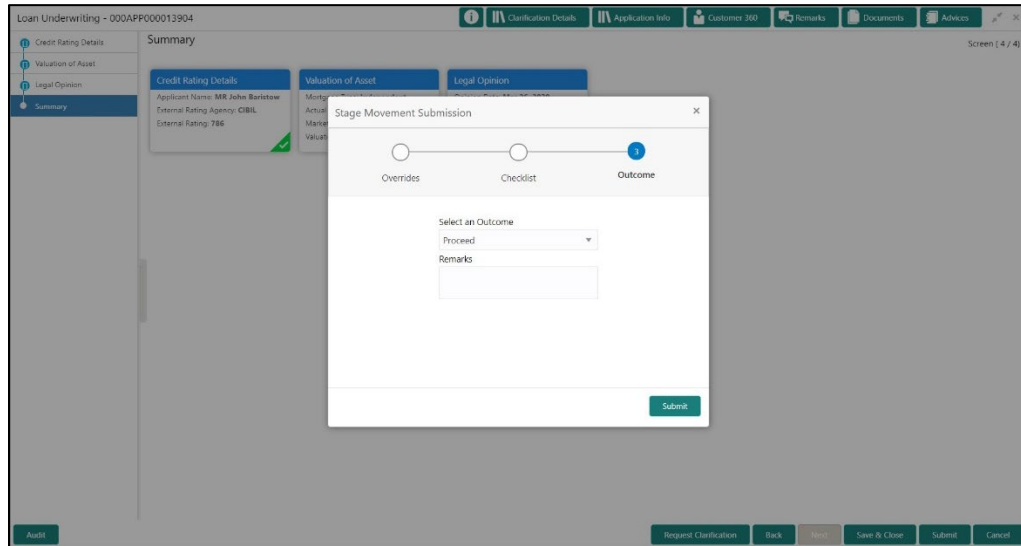 Loan Underwriting - 000APP000013904
Clarification Details
Application Info
Customer 360
Remarks
Documents
Advices
Credit Rating Details
Valuation of Asset
Legal Opinion
Summary
Summary
Screen ( 4 / 4)
Credit Rating Details
Applicant Name: MR John Baristow
External Rating Agency: CIBIL
External Rating: 786
Valuation of Asset
Actual
Legal Opinion
Stage Movement Submission
Overrides
Checklist
3
Outcome
Select an Outcome
Proceed
Remarks
Submit
Audit
Request Clarification
Back
Next
Save & Close
Submit
Cancel